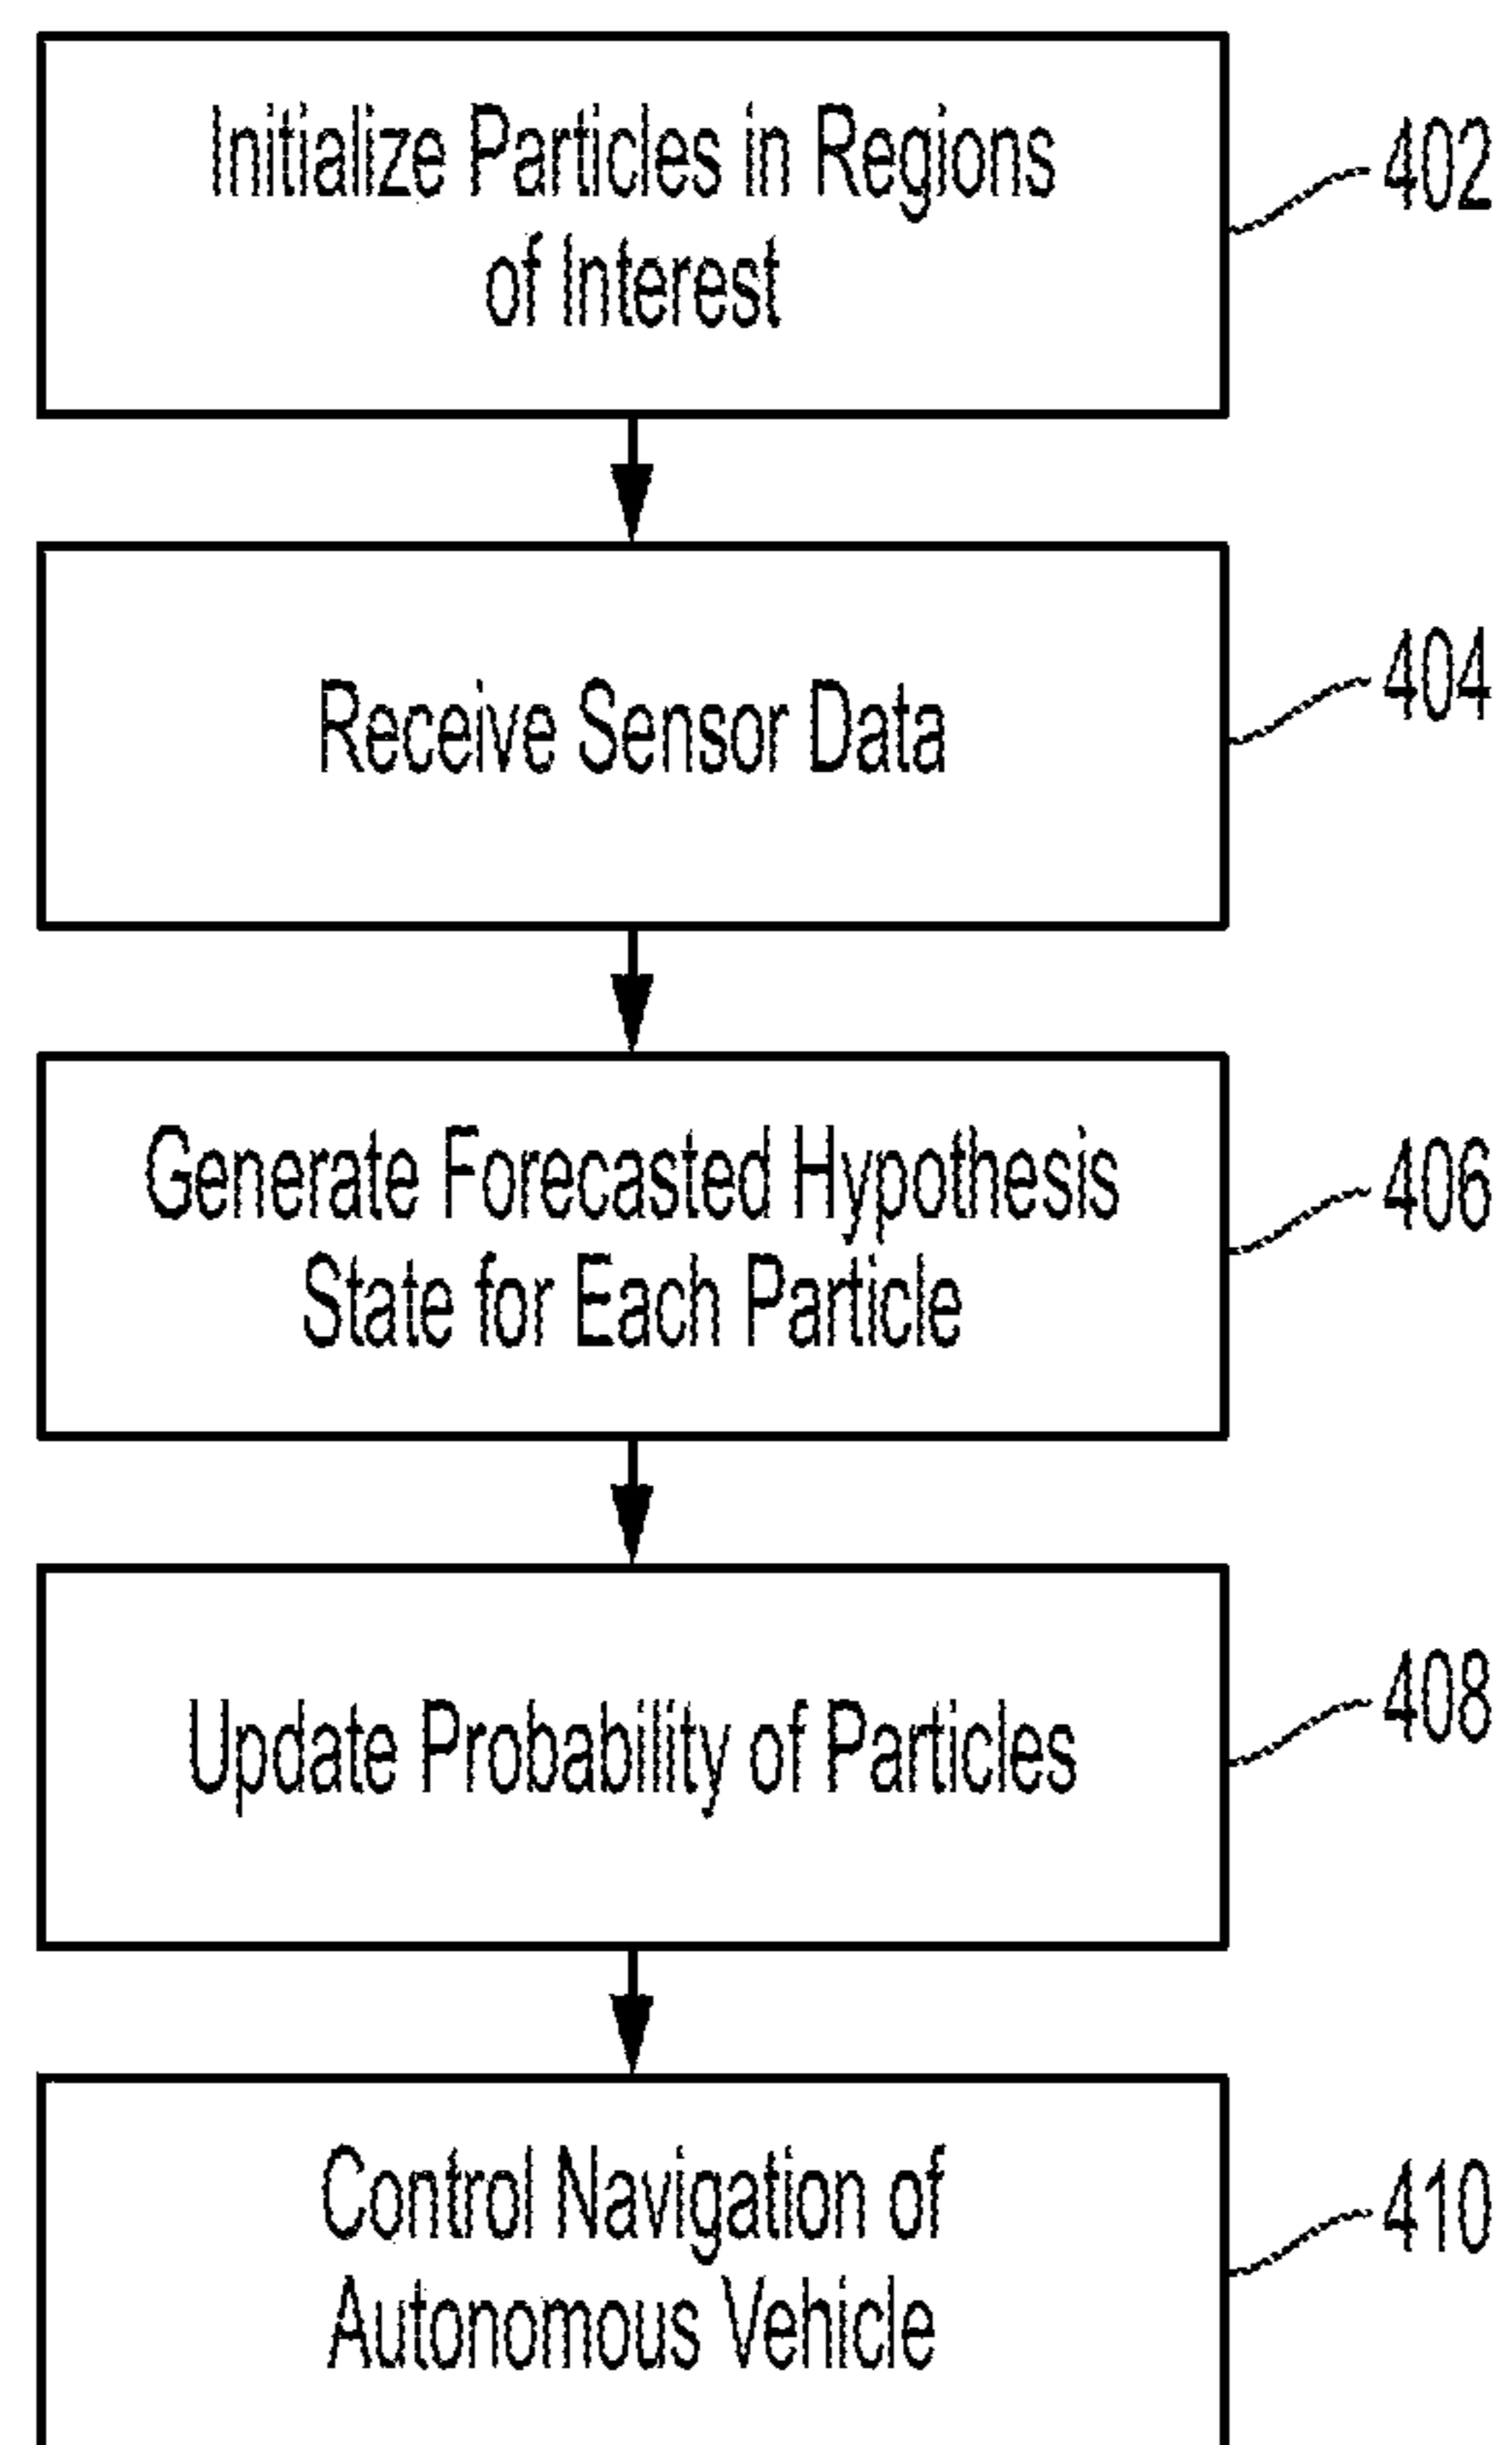 Initialize Particles in Regions
of Interest
402
Receive Sensor Data
404
Generate Forecasted Hypothesis
State for Each Particle
406
Update Probability of Particles
408
Control Navigation of
Autonomous Vehicle
410